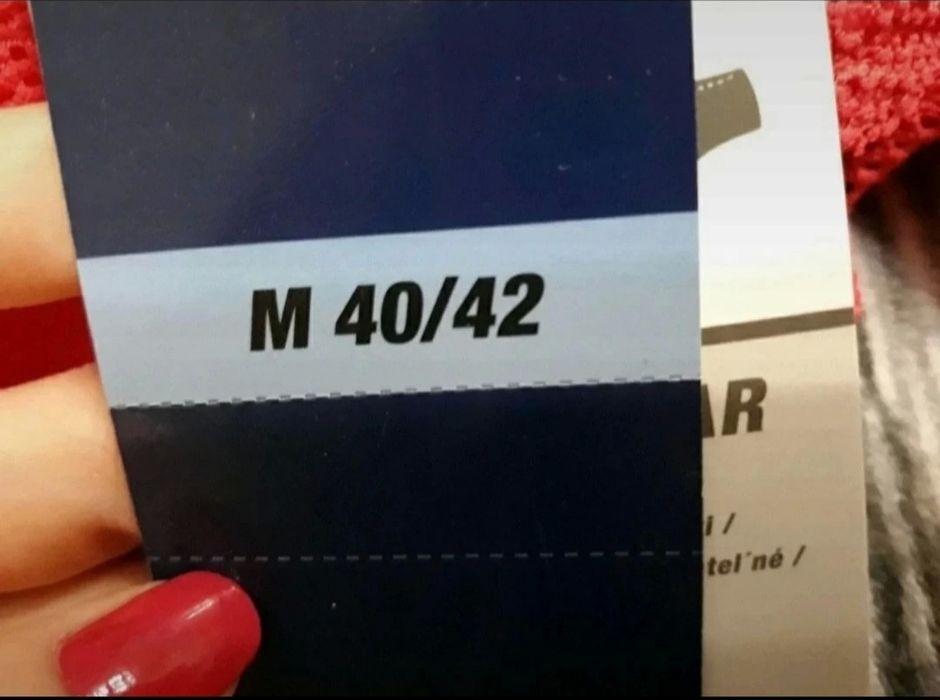 M 40/42
AR
i /
tel´né /